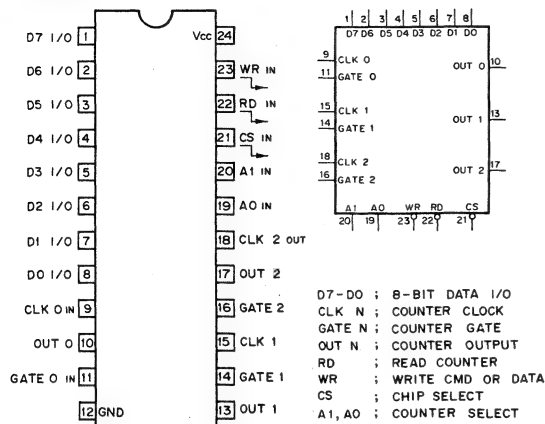 D7 I/O 1
D6 I/O 2
D5 I/O 3
D4 I/O 4
D3 I/O 5
D2 I/O 6
D1 I/O 7
D0 I/O 8
CLK 0 IN 9
OUT 0 10
GATE 0 IN 11
12 GND
Vcc 24
23 WR IN
22 RD IN
21 CS IN
20 A1 IN
19 A0 IN
18 CLK 2 OUT
17 OUT 2
16 GATE 2
15 CLK 1
14 GATE 1
13 OUT 1
1 2 3 4 5 6 7 8
D7 D6 D5 D4 D3 D2 D1 D0
9 CLK 0
OUT 0 10
11 GATE 0
15 CLK 1
OUT 1 13
14 GATE 1
18 CLK 2
OUT 2 17
16 GATE 2
A1 A0 WR RD CS
20 19 23 22 21
D7-D0 ; 8-BIT DATA I/O
CLK N ; COUNTER CLOCK
GATE N ; COUNTER GATE
OUT N ; COUNTER OUTPUT
RD ; READ COUNTER
WR ; WRITE CMD OR DATA
CS ; CHIP SELECT
A1, A0 ; COUNTER SELECT